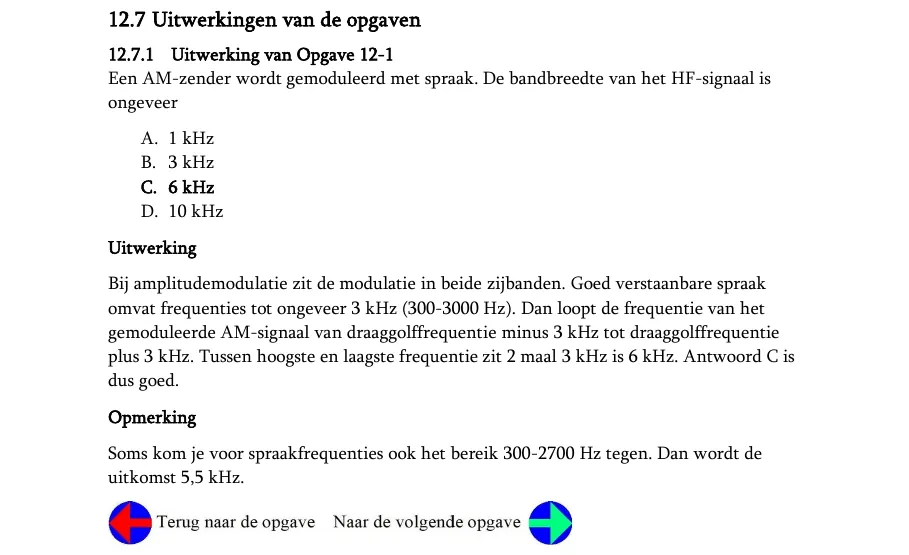 12.7 Uitwerkingen van de opgaven
12.7.1 Uitwerking van Opgave 12-1
Een AM-zender wordt gemoduleerd met spraak. De bandbreedte van het HF-signaal is
ongeveer
A. 1 kHz
B. 3 kHz
C. 6 kHz
D. 10 kHz
Uitwerking
Bij amplitudemodulatie zit de modulatie in beide zijbanden. Goed verstaanbare spraak
omvat frequenties tot ongeveer 3 kHz (300-3000 Hz). Dan loopt de frequentie van het
gemoduleerde AM-signaal van draaggolffrequentie minus 3 kHz tot draaggolffrequentie
plus 3 kHz. Tussen hoogste en laagste frequentie zit 2 maal 3 kHz is 6 kHz. Antwoord C is
dus goed.
Opmerking
Soms kom je voor spraakfrequenties ook het bereik 300-2700 Hz tegen. Dan wordt de
uitkomst 5,5 kHz.
Terug naar de opgave Naar de volgende opgave